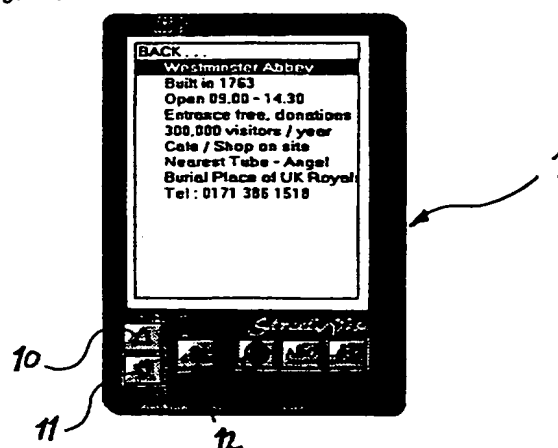 BACK...
Westminster Abbey
Built in 1763
Open 09.00 - 14.30
Entrance free, donations
300,000 visitors / year
Cafe / Shop on site
Nearest Tube - Angel
Burial Place of UK Royals
Tel : 0171 386 1518
10
11
12